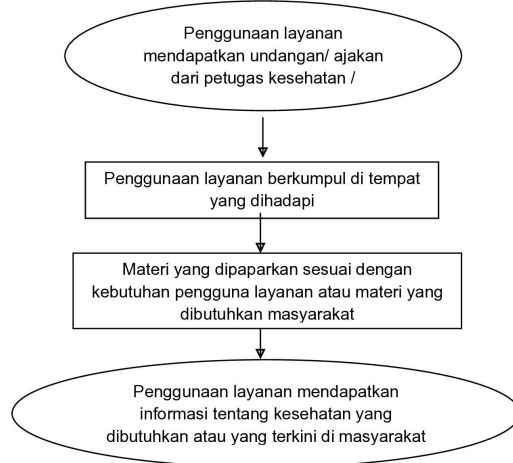 Penggunaan layanan
mendapatkan undangan/ ajakan
dari petugas kesehatan /
Penggunaan layanan berkumpul di tempat
yang dihadapi
Materi yang dipaparkan sesuai dengan
kebutuhan pengguna layanan atau materi yang
dibutuhkan masyarakat
Penggunaan layanan mendapatkan
informasi tentang kesehatan yang
dibutuhkan atau yang terkini di masyarakat